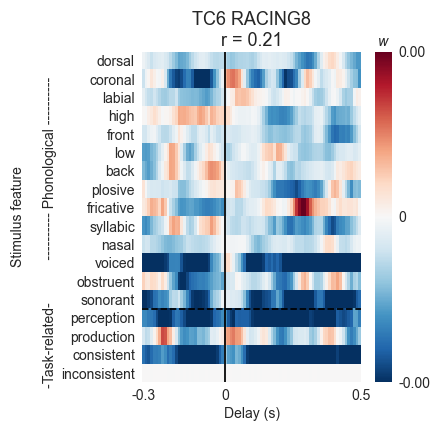 TC6 RACING8
r = 0.21
w
Stimulus feature
-Task-related- ---------- Phonological ----------
dorsal
coronal
labial
high
front
low
back
plosive
fricative
syllabic
nasal
voiced
obstruent
sonorant
perception
production
consistent
inconsistent
0.00
0
-0.00
-0.3
0
0.5
Delay (s)